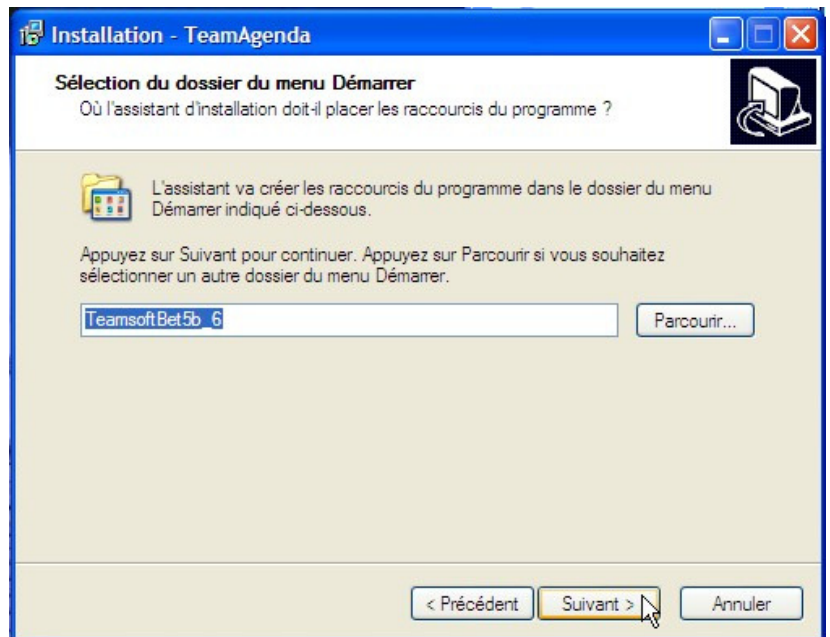 Installation - TeamAgenda
Sélection du dossier du menu Démarrer
Où l'assistant d'installation doit-il placer les raccourcis du programme ?
L'assistant va créer les raccourcis du programme dans le dossier du menu
Démarrer indiqué ci-dessous.
Appuyez sur Suivant pour continuer. Appuyez sur Parcourir si vous souhaitez
sélectionner un autre dossier du menu Démarrer.
TeamsoftBet5b_6
Parcourir...
< Précédent
Suivant >
Annuler